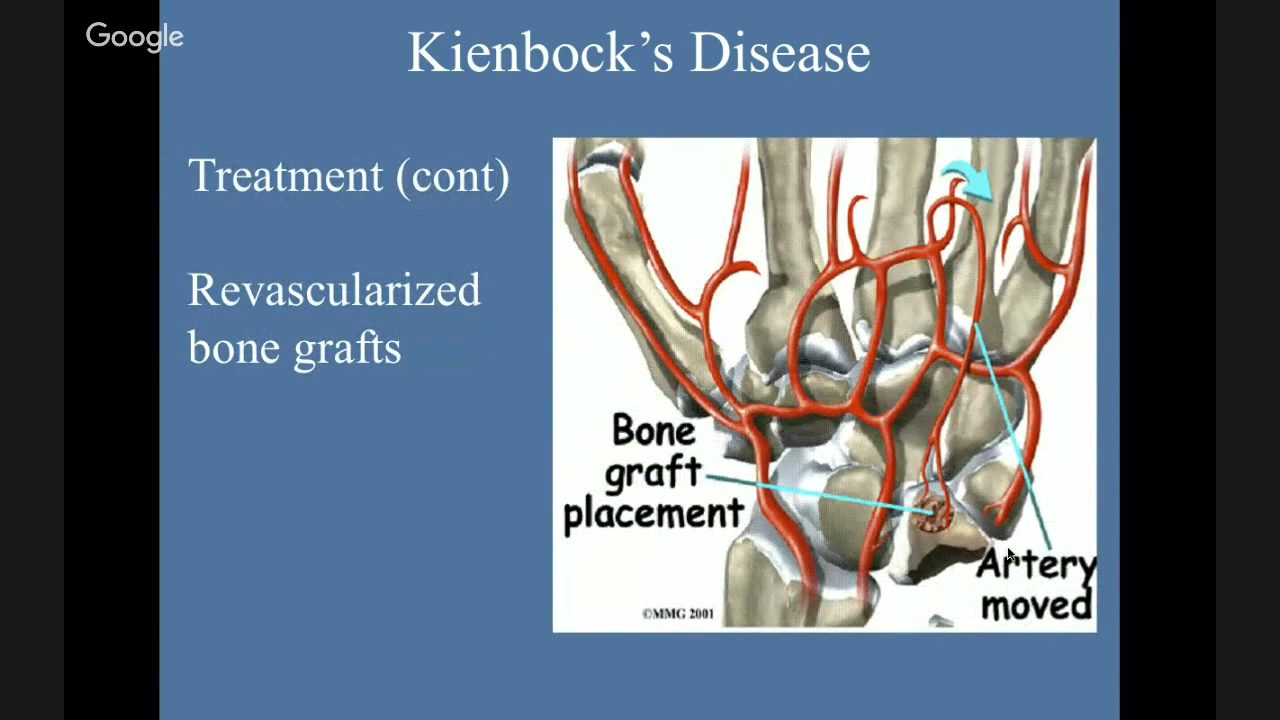 Google
Kienbock's Disease
Treatment (cont)
Revascularized
bone grafts
Bone
graft
placement
Artery
moved
©MMG 2001